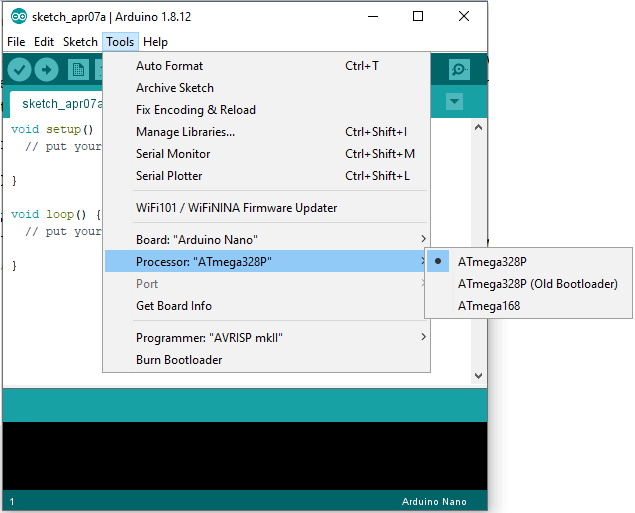 sketch_apr07a | Arduino 1.8.12
File Edit Sketch Tools Help
sketch_apr07a
void setup()
// put your
}
void loop() {
// put your
}
Auto Format Ctrl+T
Archive Sketch
Fix Encoding & Reload
Manage Libraries... Ctrl+Shift+I
Serial Monitor Ctrl+Shift+M
Serial Plotter Ctrl+Shift+L
WiFi101 / WiFiNINA Firmware Updater
Board: "Arduino Nano"
Processor: "ATmega328P"
Port
Get Board Info
Programmer: "AVRISP mkII"
Burn Bootloader
ATmega328P
ATmega328P (Old Bootloader)
ATmega168
1 Arduino Nano